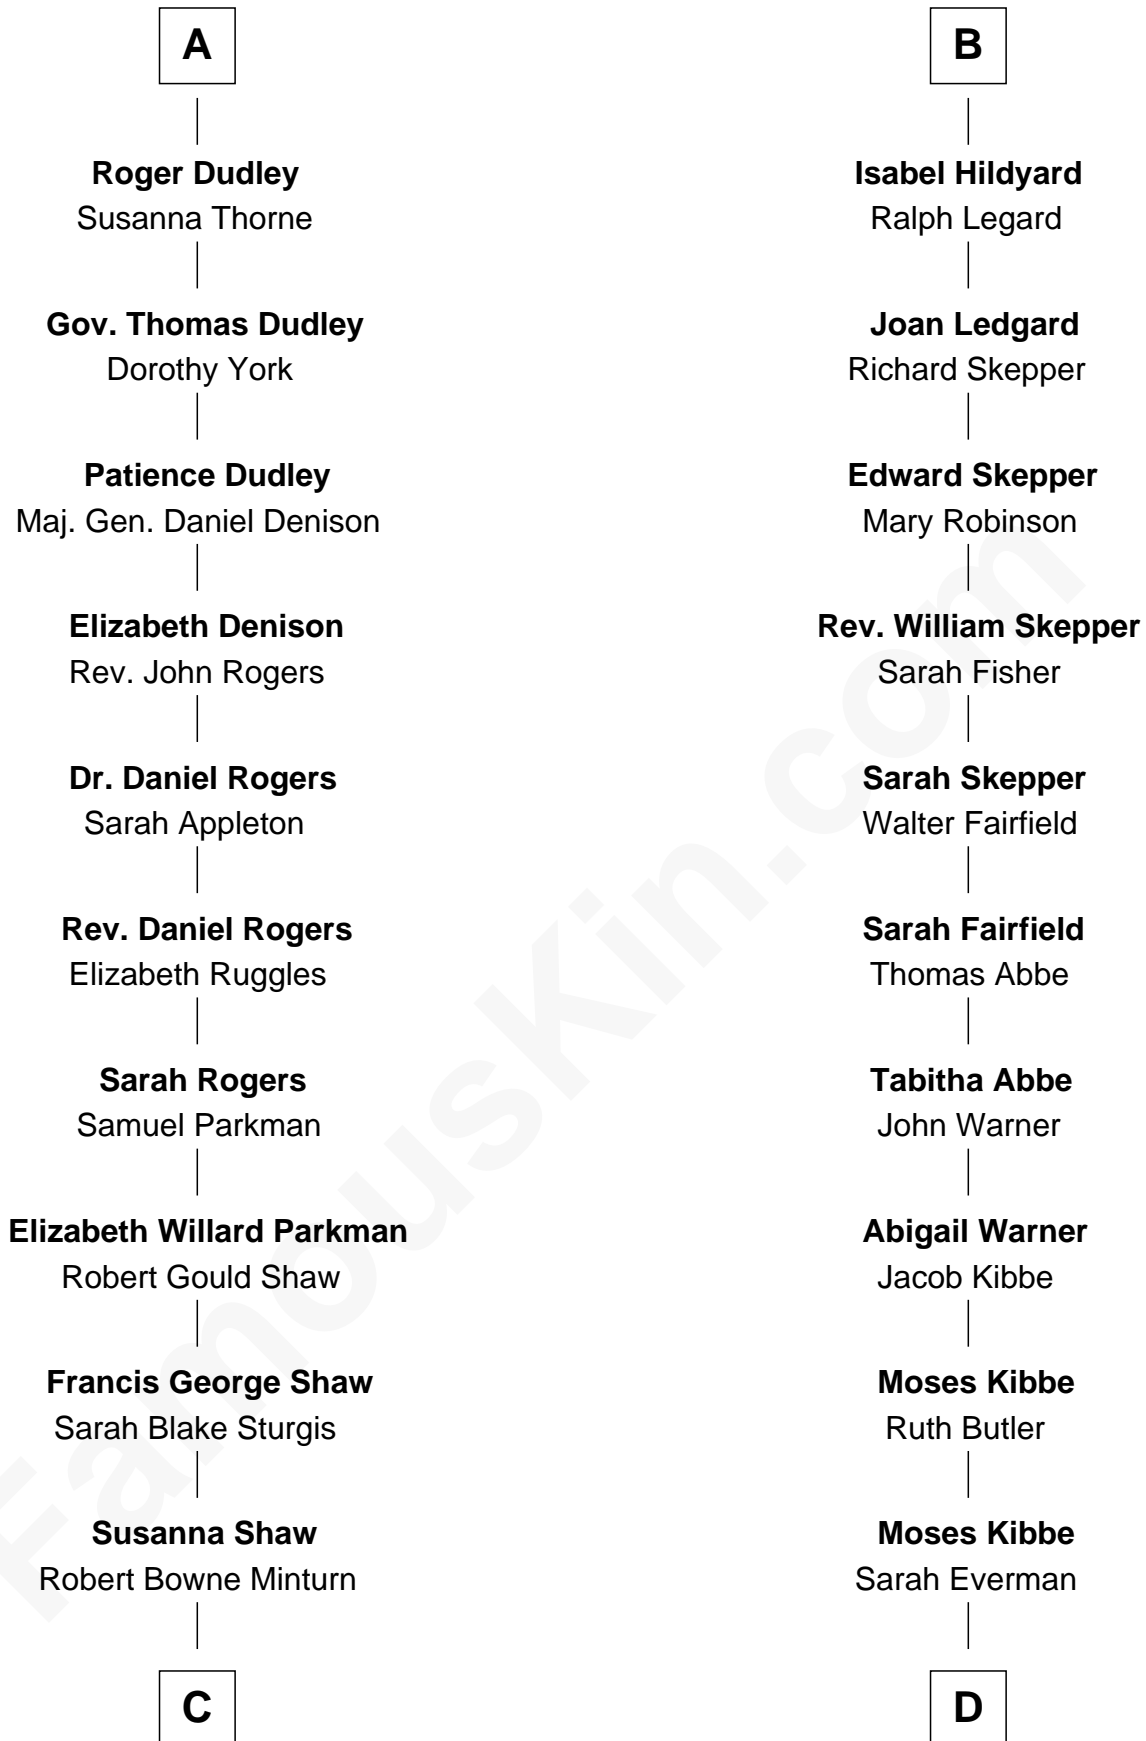 A
Roger Dudley
Susanna Thorne
Gov. Thomas Dudley
Dorothy York
Patience Dudley
Maj. Gen. Daniel Denison
Elizabeth Denison
Rev. John Rogers
Dr. Daniel Rogers
Sarah Appleton
Rev. Daniel Rogers
Elizabeth Ruggles
Sarah Rogers
Samuel Parkman
Elizabeth Willard Parkman
Robert Gould Shaw
Francis George Shaw
Sarah Blake Sturgis
Susanna Shaw
Robert Bowne Minturn
C
B
Isabel Hildyard
Ralph Legard
Joan Ledgard
Richard Skepper
Edward Skepper
Mary Robinson
Rev. William Skepper
Sarah Fisher
Sarah Skepper
Walter Fairfield
Sarah Fairfield
Thomas Abbe
Tabitha Abbe
John Warner
Abigail Warner
Jacob Kibbe
Moses Kibbe
Ruth Butler
Moses Kibbe
Sarah Everman
D
FamousKin.com